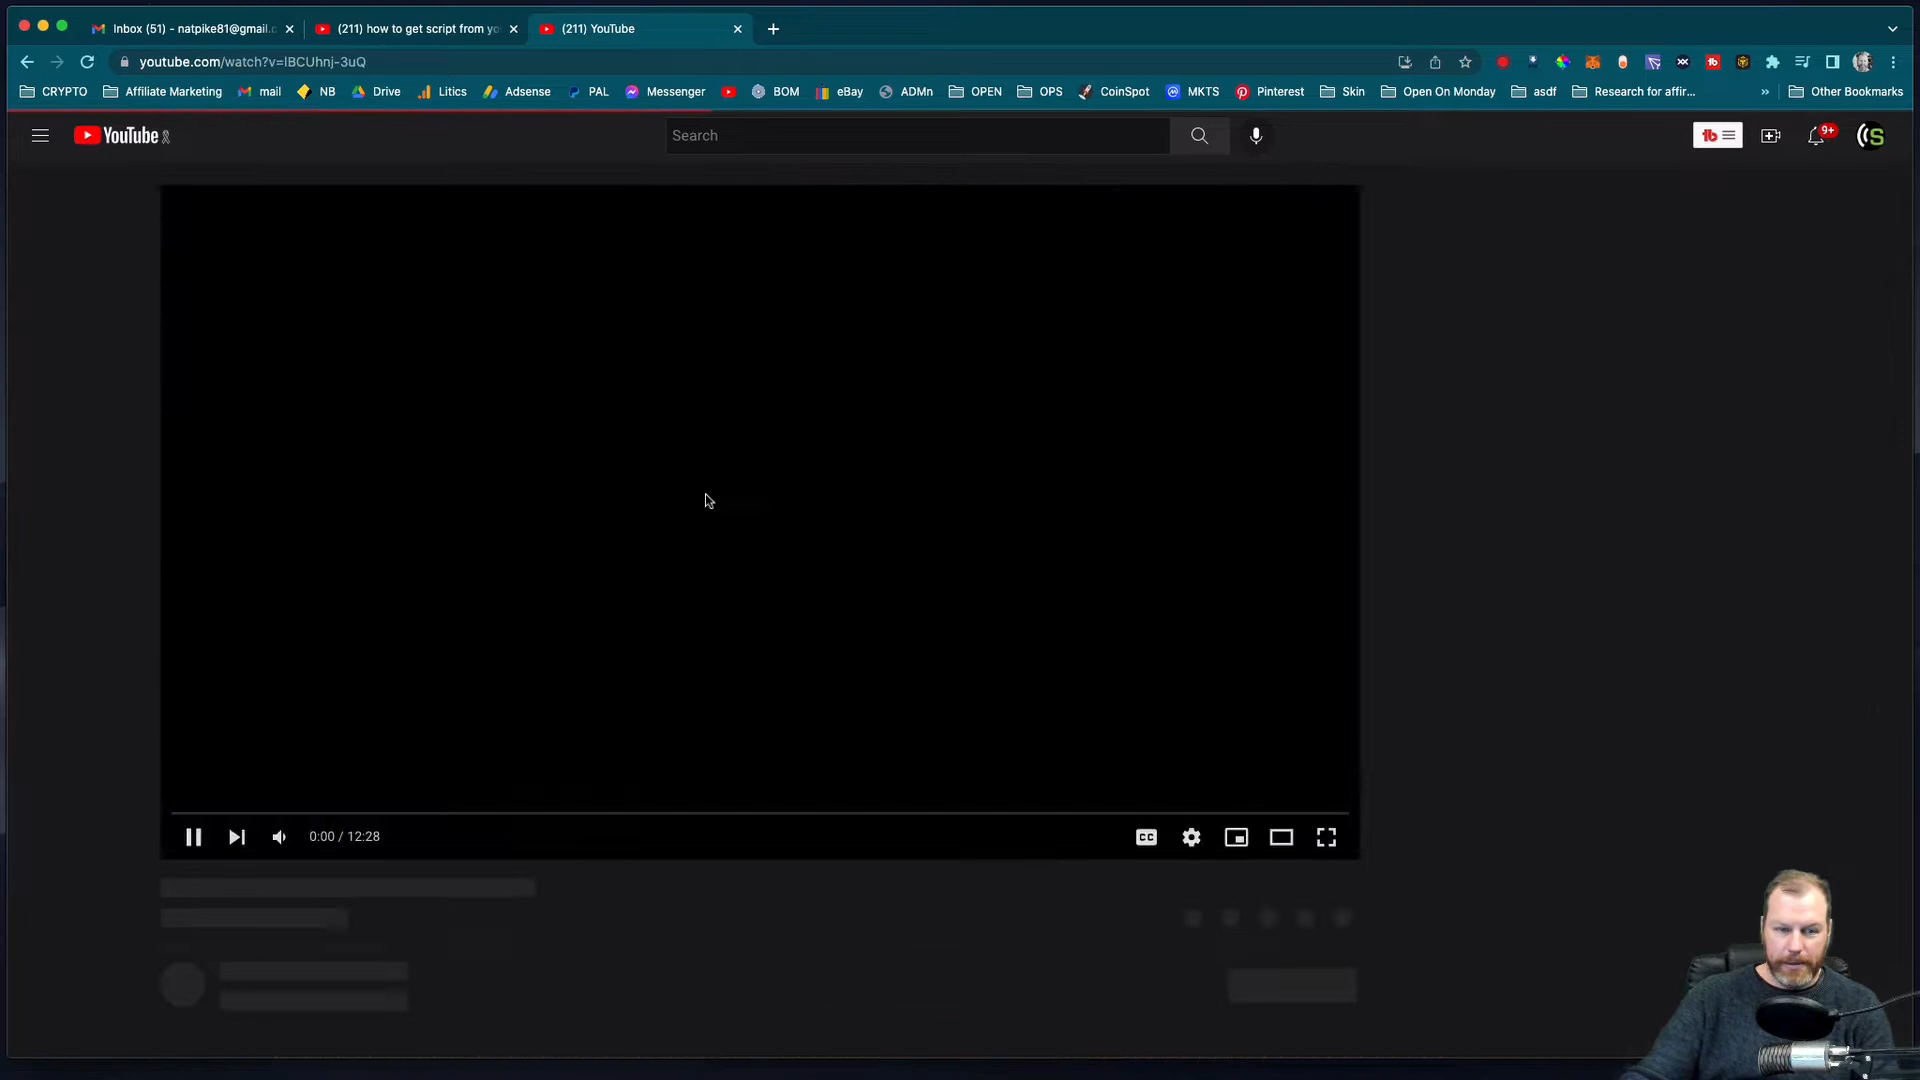 Inbox (51) - natpike81@gmail.c
(211) how to get script from yo
(211) YouTube
youtube.com/watch?v=lBCUhnj-3uQ
CRYPTO
Affiliate Marketing
mail
NB
Drive
Litics
Adsense
PAL
Messenger
BOM
eBay
ADMn
OPEN
OPS
CoinSpot
MKTS
Pinterest
Skin
Open On Monday
asdf
Research for affir...
»
Other Bookmarks
YouTube
Search
tb
9+
S
0:00 / 12:28
CC